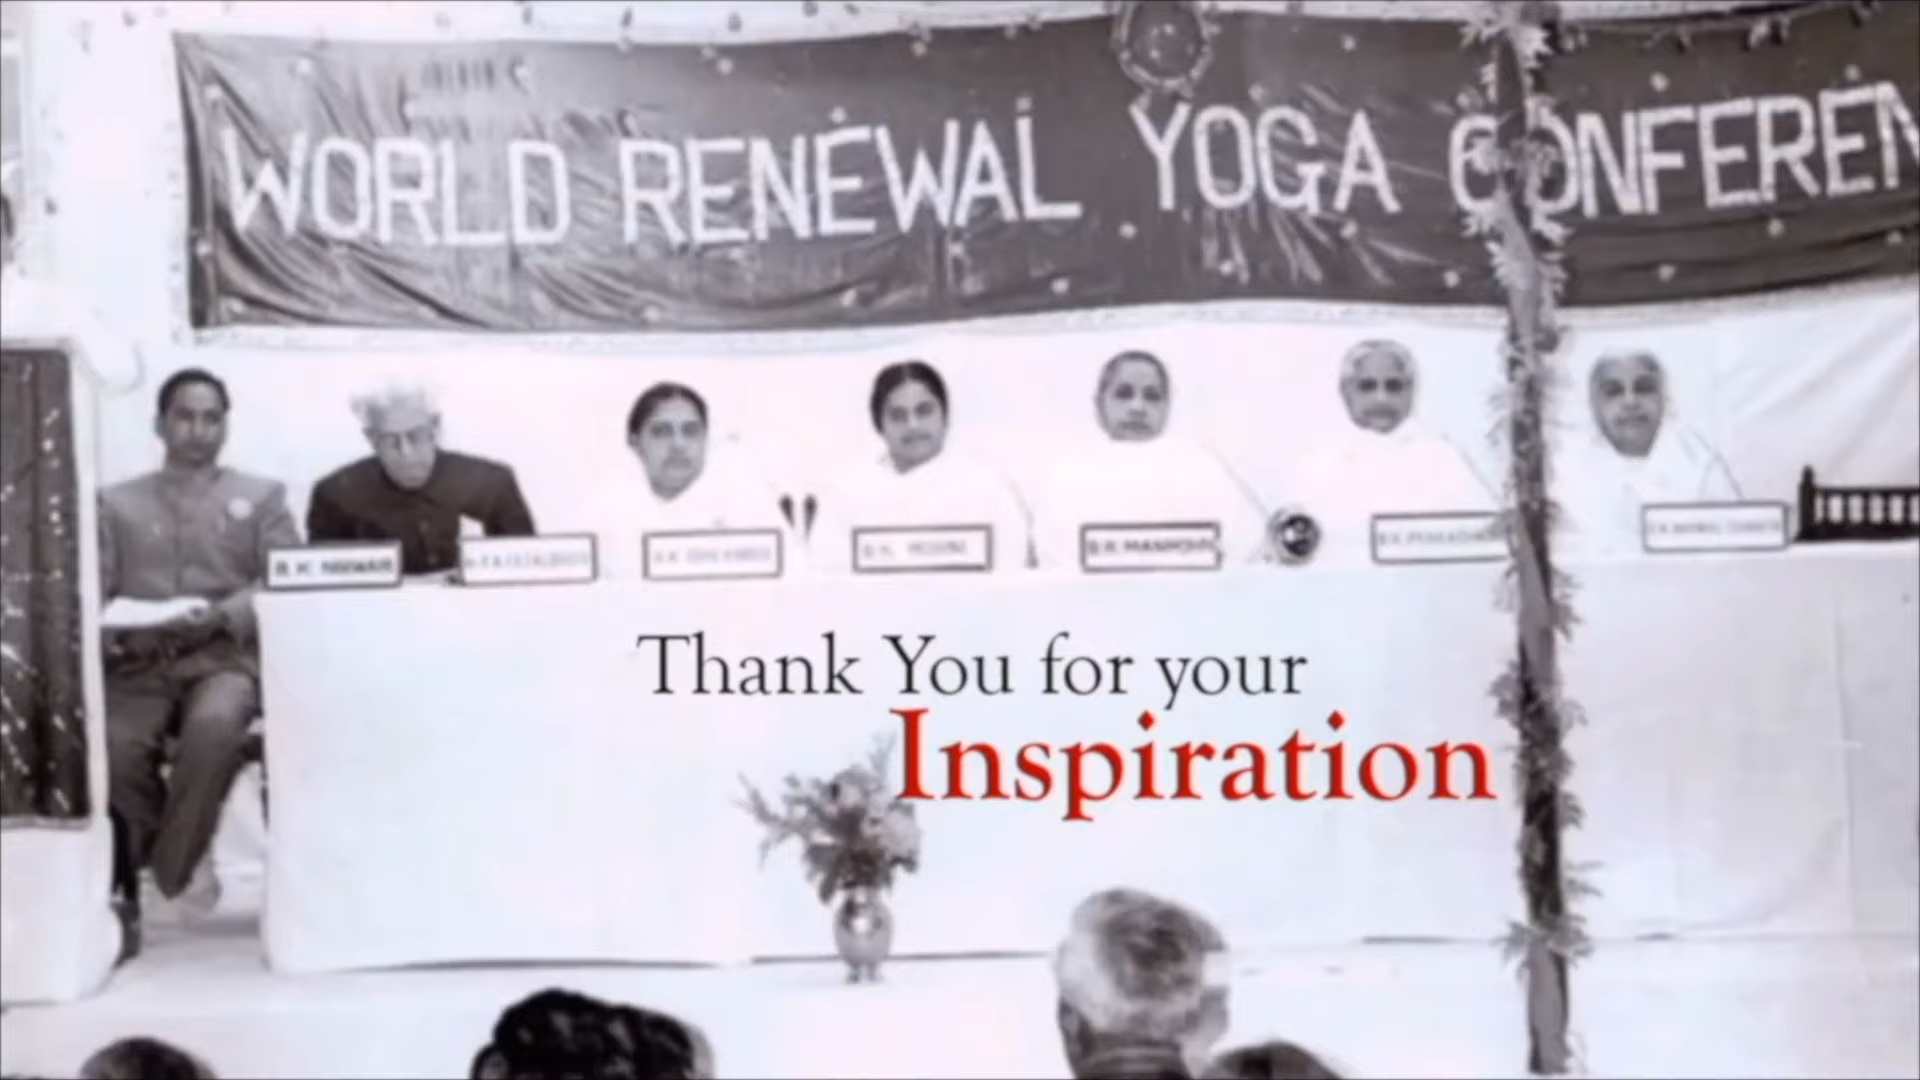 WORLD RENEWAL YOGA CONFEREN
B.K. NIRWAIR
B.K. MOHINI
B.K. MANMOHINI
Thank You for your
Inspiration